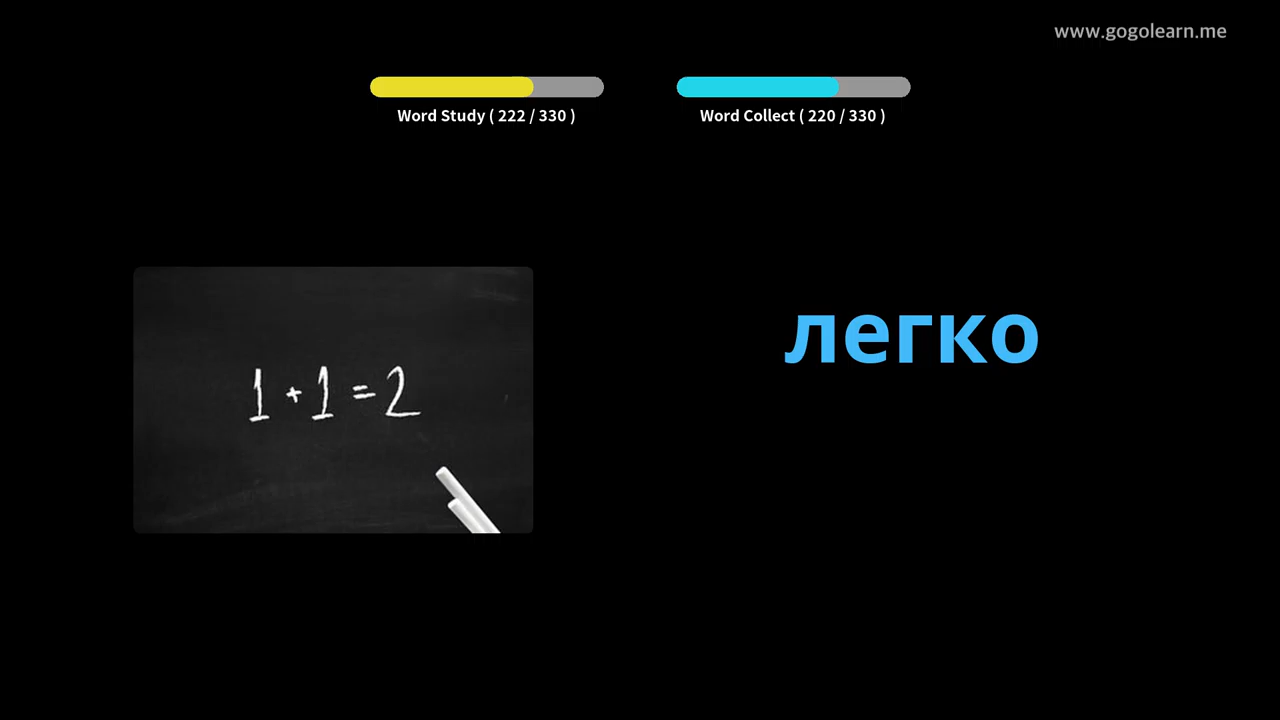 www.gogolearn.me
Word Study ( 222 / 330 )
Word Collect ( 220 / 330 )
легко
1 + 1 = 2